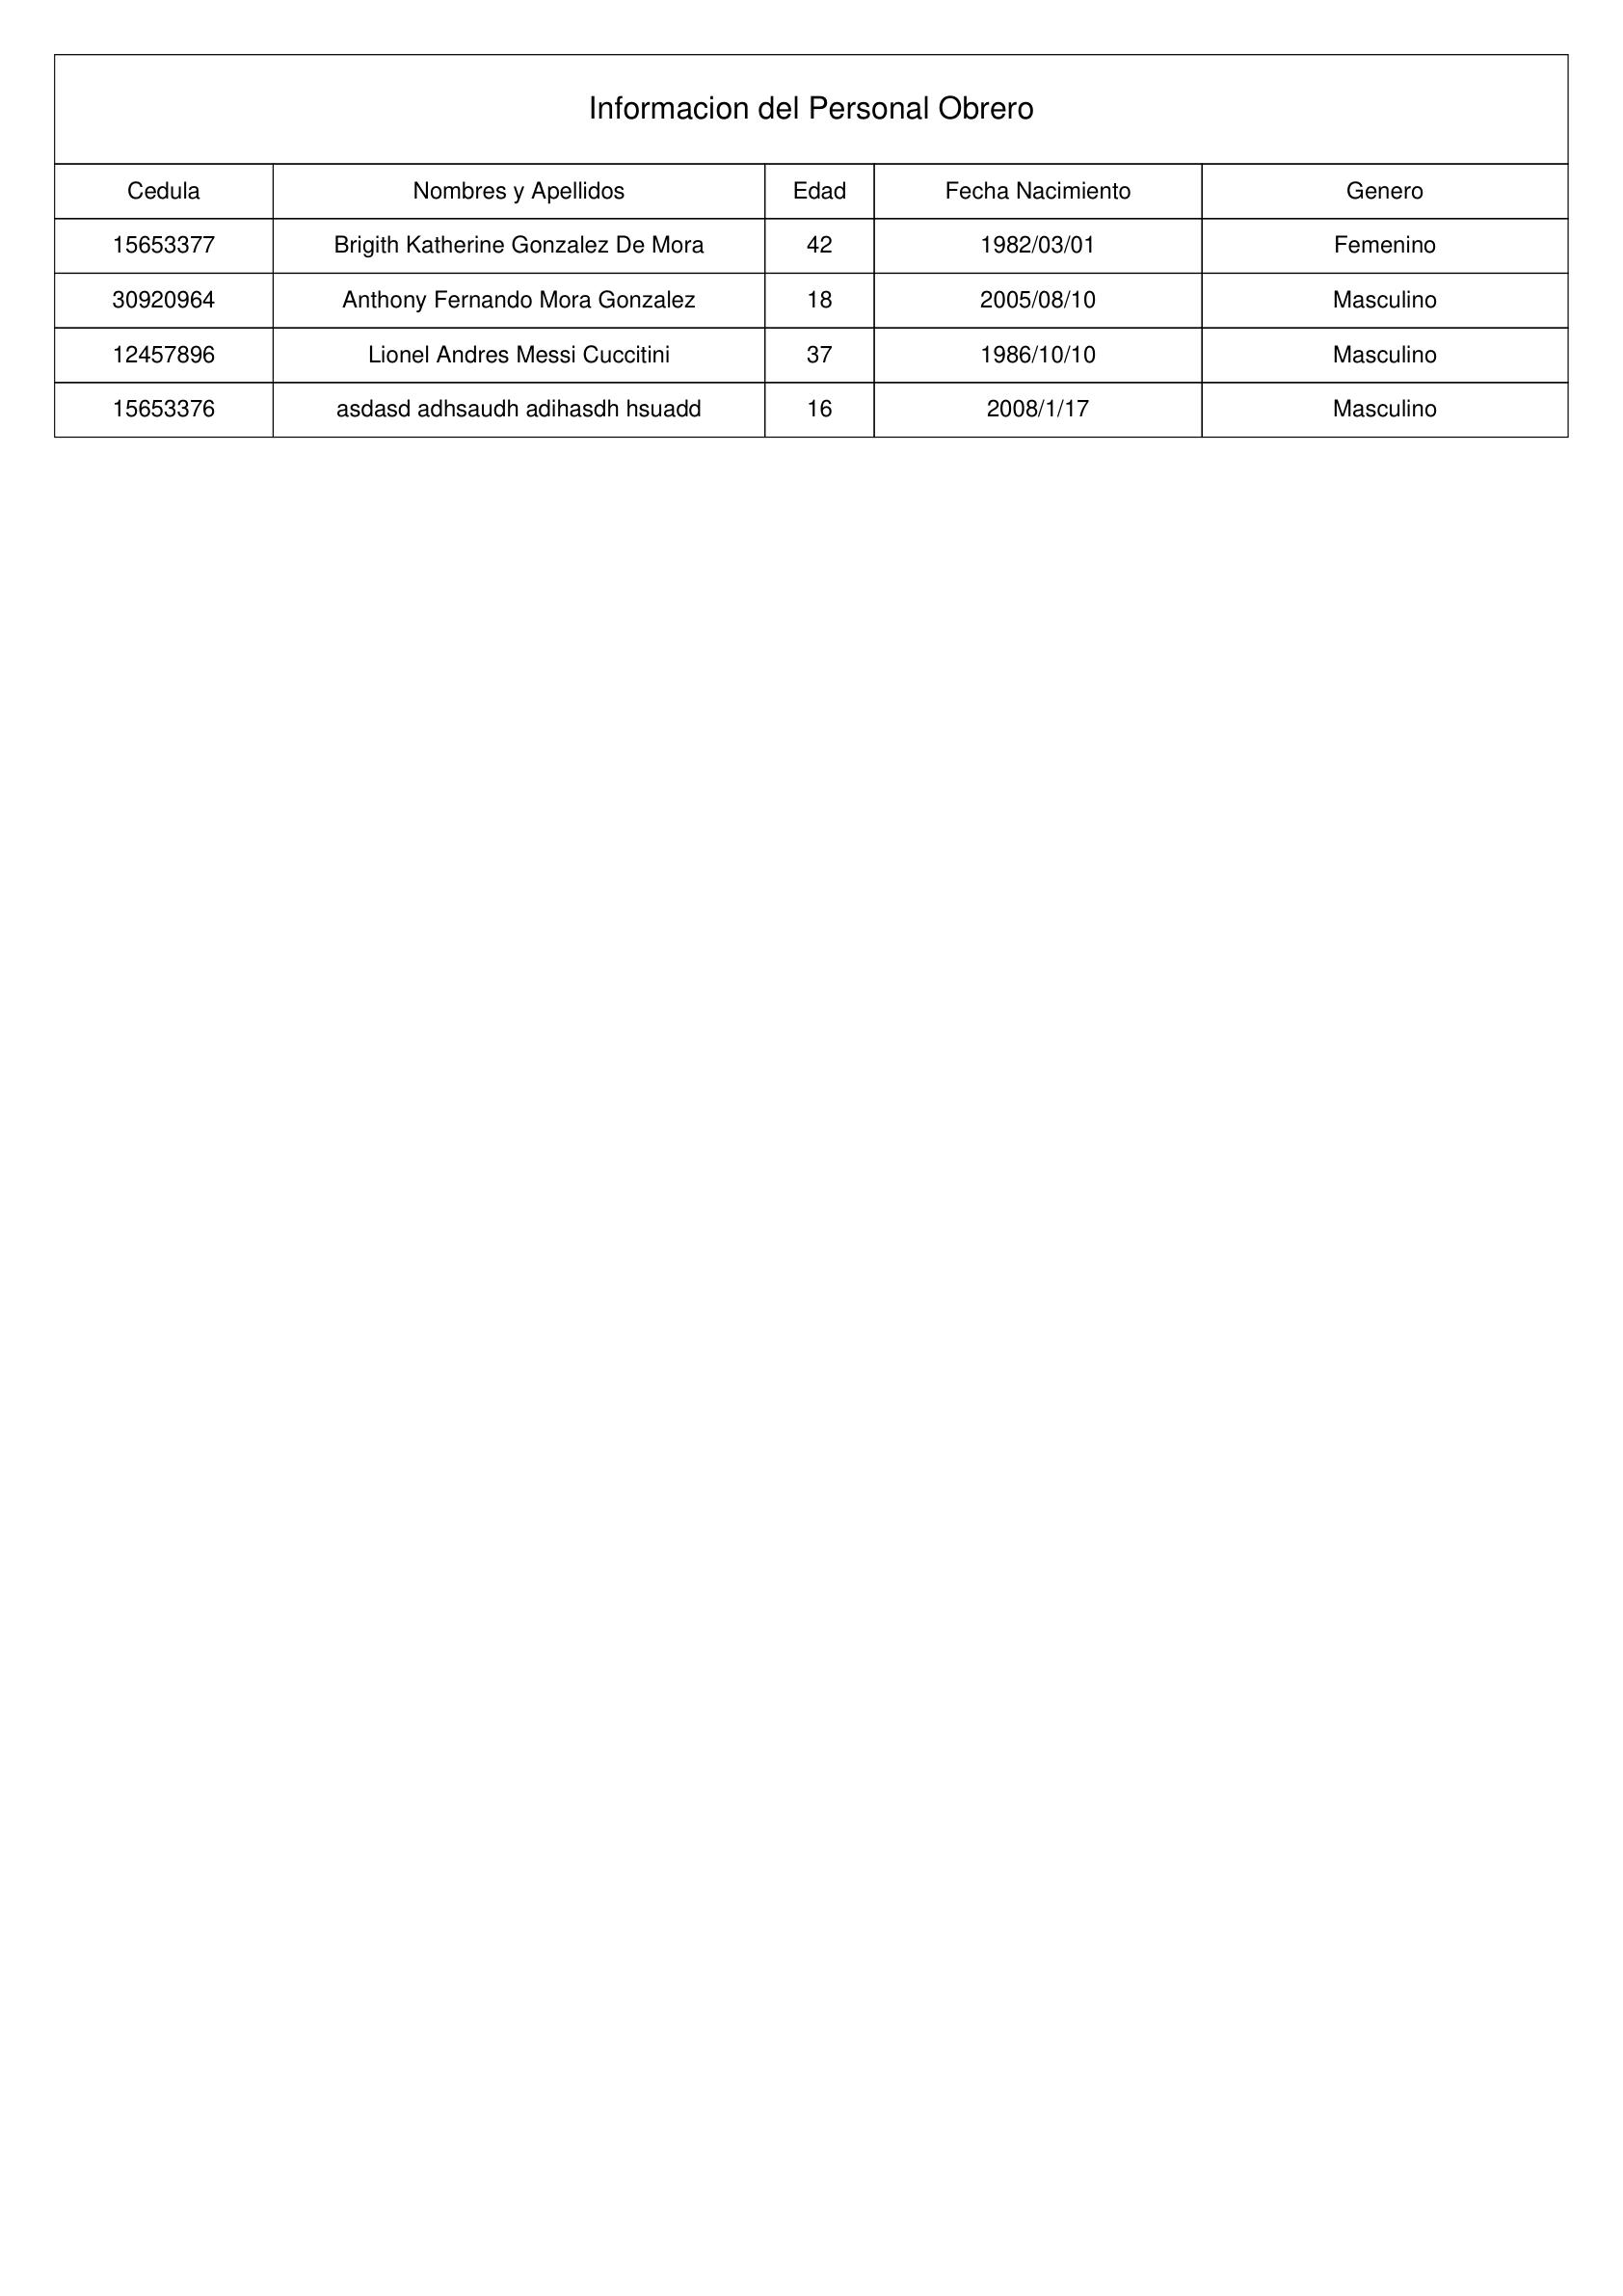 Informacion del Personal Obrero
Cedula Nombres y Apellidos Edad Fecha Nacimiento Genero
15653377 Brigith Katherine Gonzalez De Mora 42 1982/03/01 Femenino
30920964 Anthony Fernando Mora Gonzalez 18 2005/08/10 Masculino
12457896 Lionel Andres Messi Cuccitini 37 1986/10/10 Masculino
15653376 asdasd adhsaudh adihasdh hsuadd 16 2008/1/17 Masculino